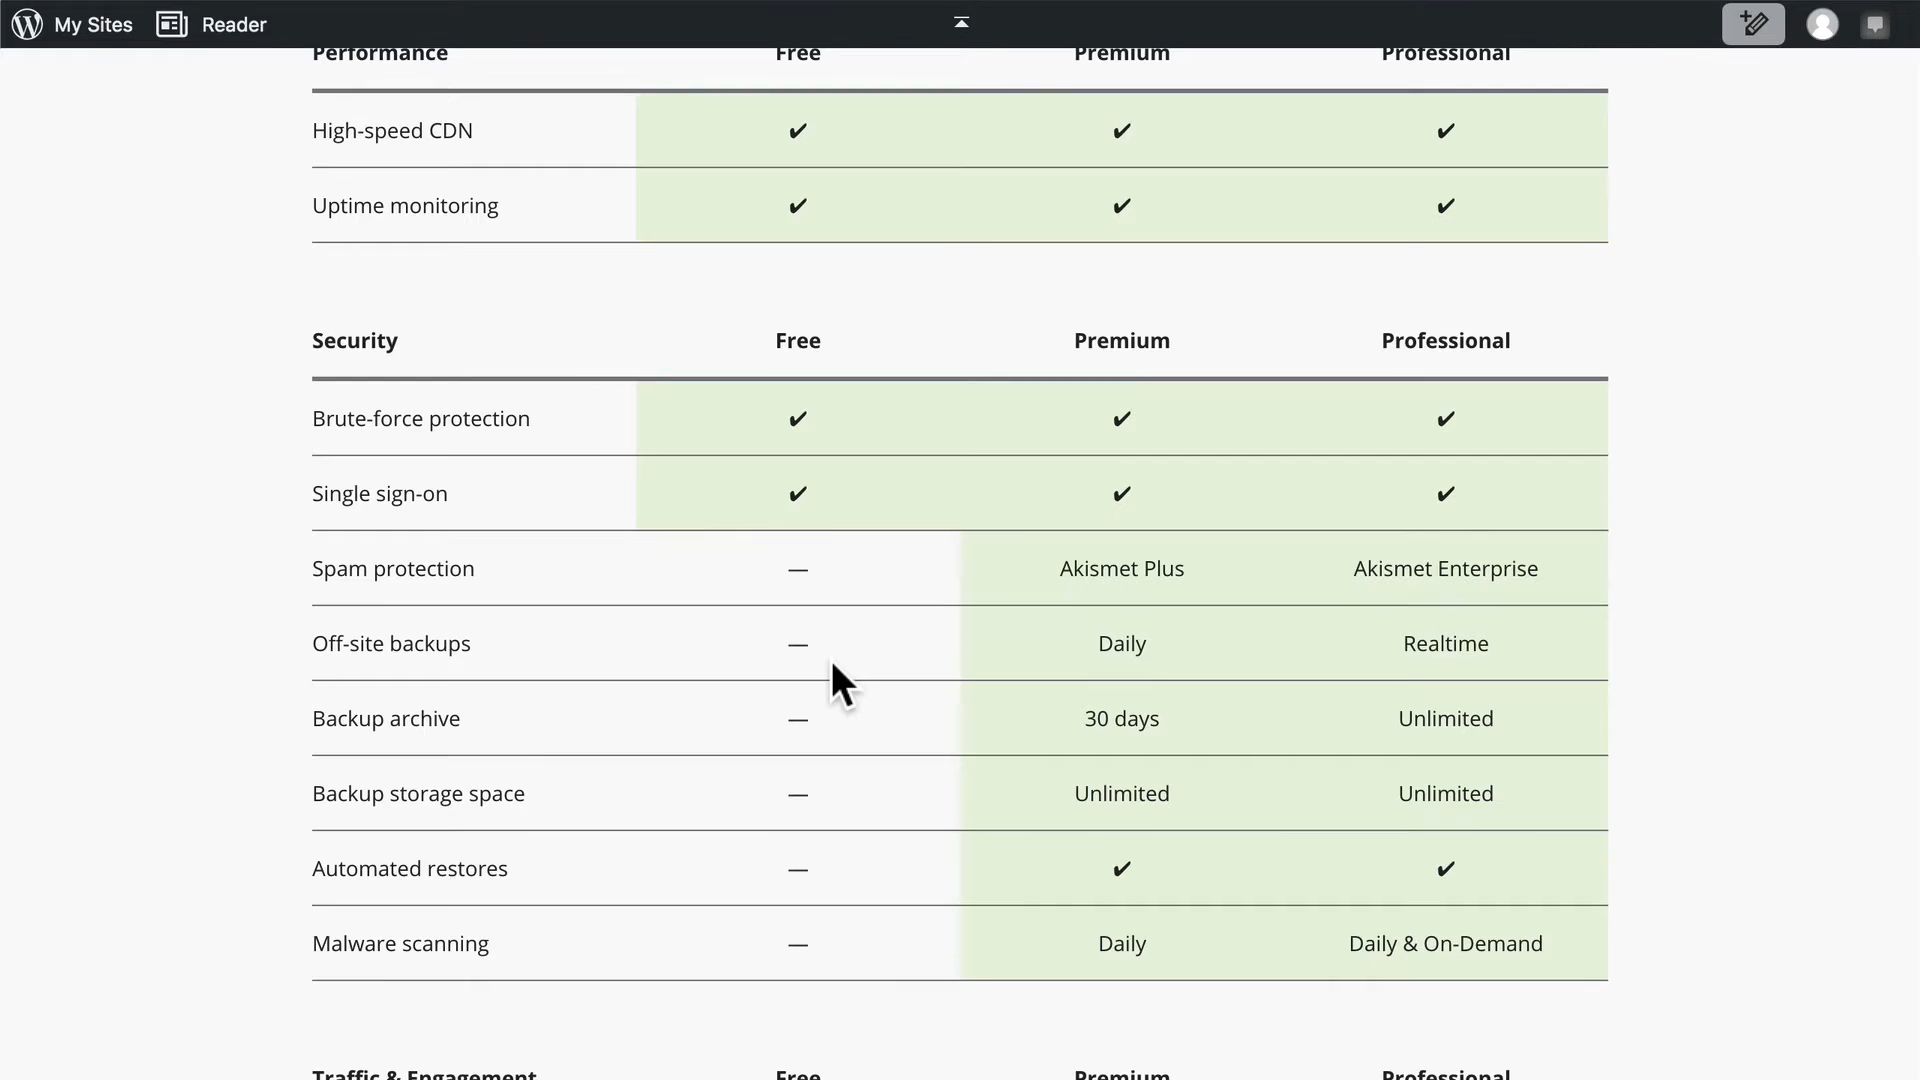 My Sites Reader
Performance Free Premium Professional
High-speed CDN ✔ ✔ ✔
Uptime monitoring ✔ ✔ ✔
Security Free Premium Professional
Brute-force protection ✔ ✔ ✔
Single sign-on ✔ ✔ ✔
Spam protection — Akismet Plus Akismet Enterprise
Off-site backups — Daily Realtime
Backup archive — 30 days Unlimited
Backup storage space — Unlimited Unlimited
Automated restores — ✔ ✔
Malware scanning — Daily Daily & On-Demand
Traffic & Engagement Free Premium Professional